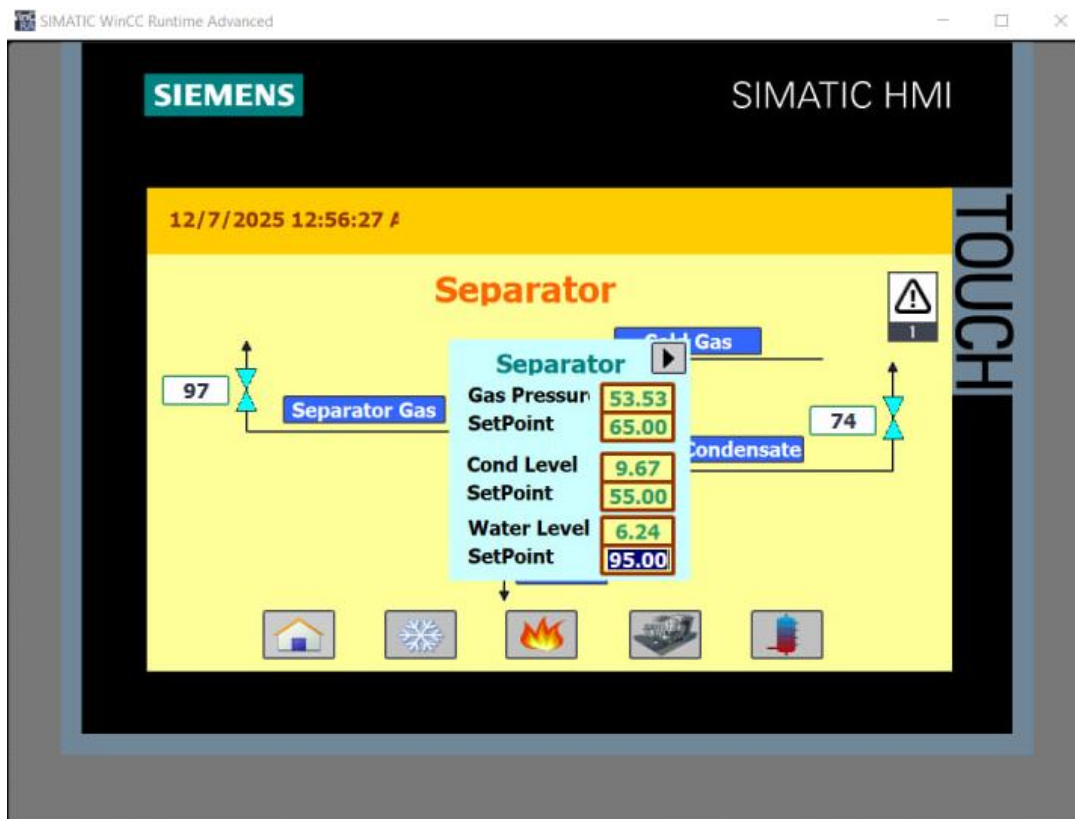 SIMATIC WinCC Runtime Advanced
SIEMENS
SIMATIC HMI
TOUCH
12/7/2025 12:56:27 A
Separator
1
Gas
97
Separator Gas
Separator
Gas Pressur
53.53
SetPoint
65.00
Cond Level
9.67
SetPoint
55.00
Water Level
6.24
SetPoint
95.00
74
Condensate